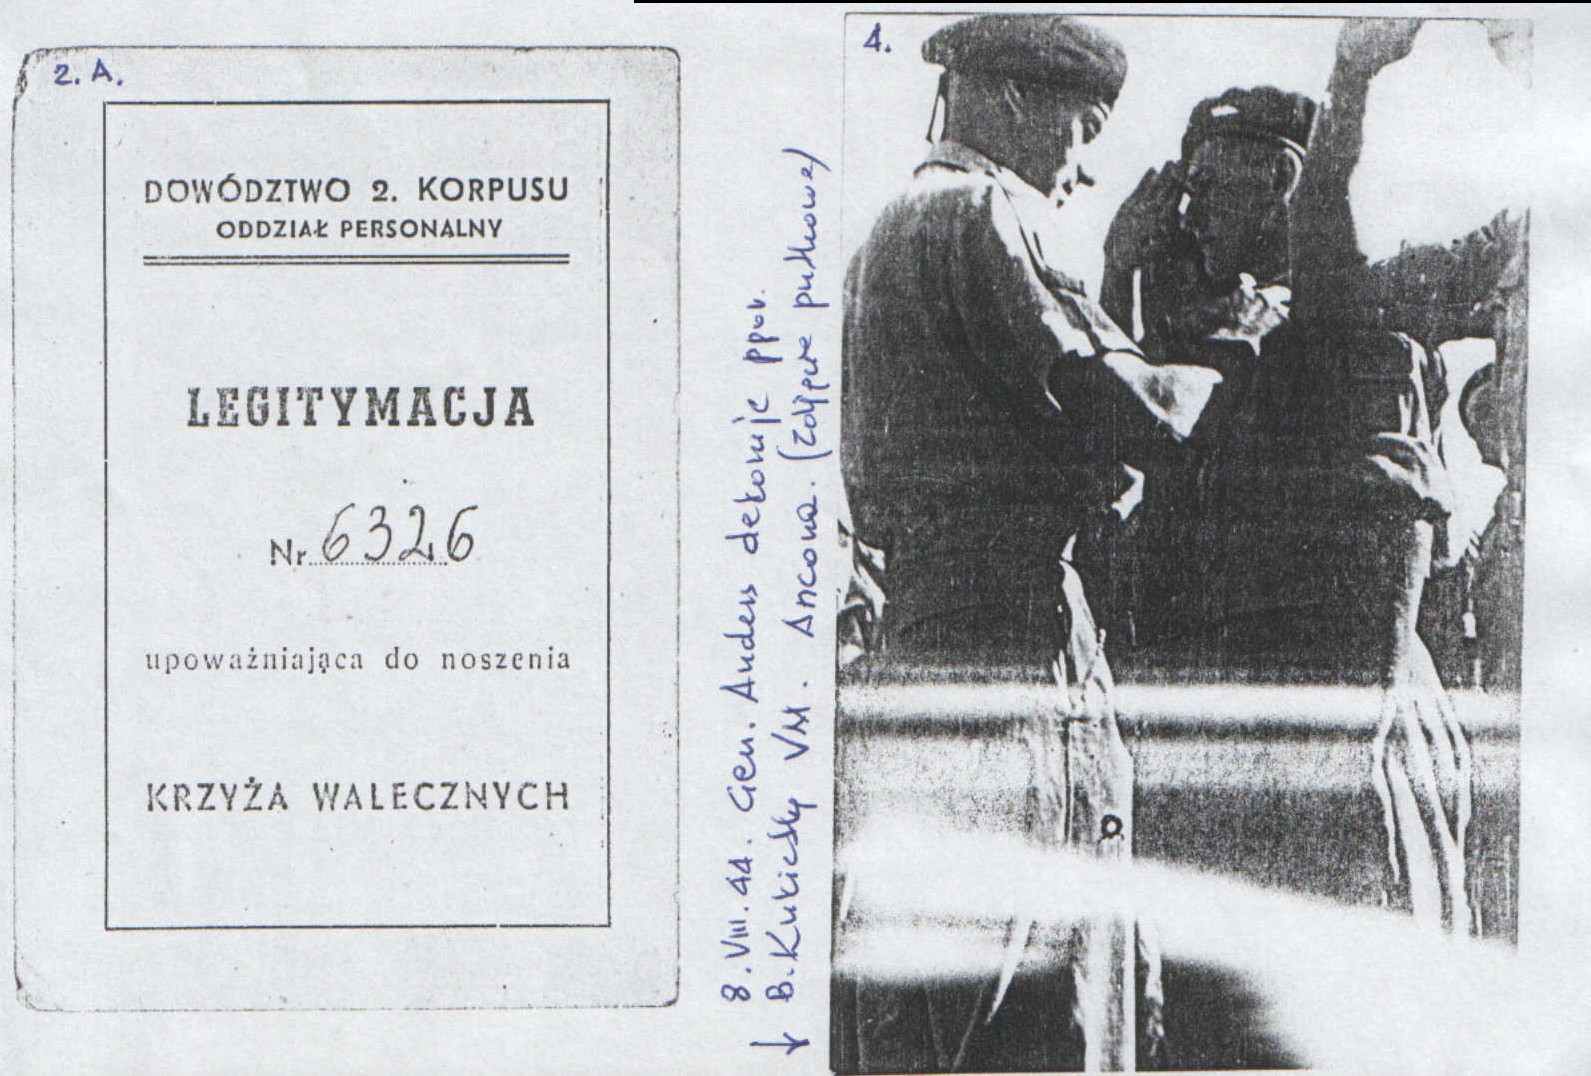 2. A.
DOWÓDZTWO 2. KORPUSU
ODDZIAŁ PERSONALNY
LEGITYMACJA
Nr. 6326
upoważniająca do noszenia
KRZYŻA WALECZNYCH
8. VIII. 44. Gen. Anders dekoruje ppor.
B. Kukiełkę VM. Ancona. (zdjęcie pułkowe)
4.